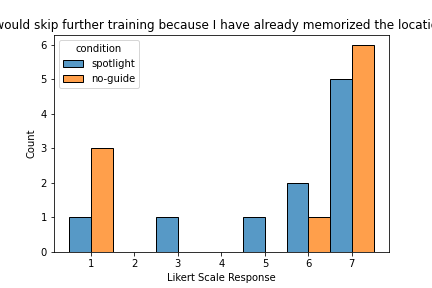 would skip further training because I have already memorized the
6
5
4
3
2
1
0
Count
condition
spotlight
no-guide
1 2 3 4 5 6 7
Likert Scale Response